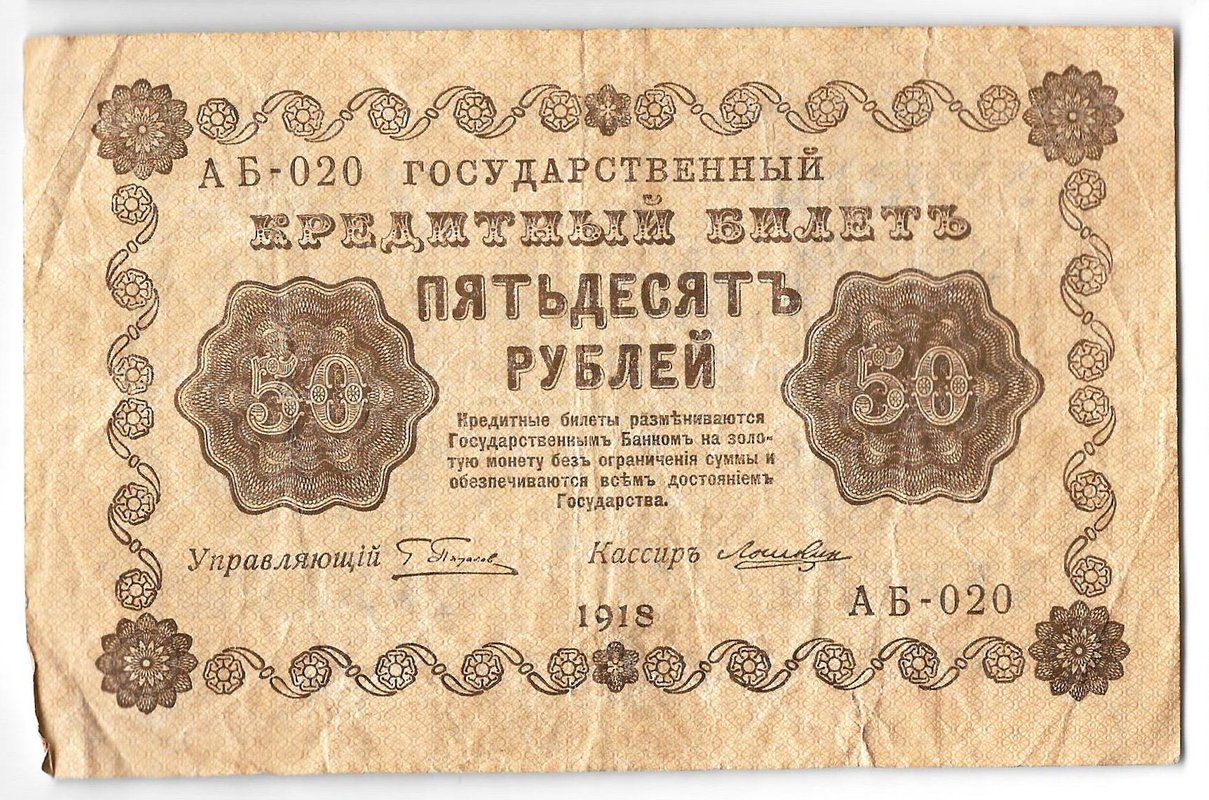 АБ-020 ГОСУДАРСТВЕННЫЙ
КРЕДИТНЫЙ БИЛЕТЪ
ПЯТЬДЕСЯТЪ
РУБЛЕЙ
50
50
Кредитные билеты размѣниваются
Государственнымъ Банкомъ на золо-
тую монету безъ ограниченія суммы и
обезпечиваются всѣмъ достояніемъ
Государства.
Управляющій
Кассиръ
1918
АБ-020